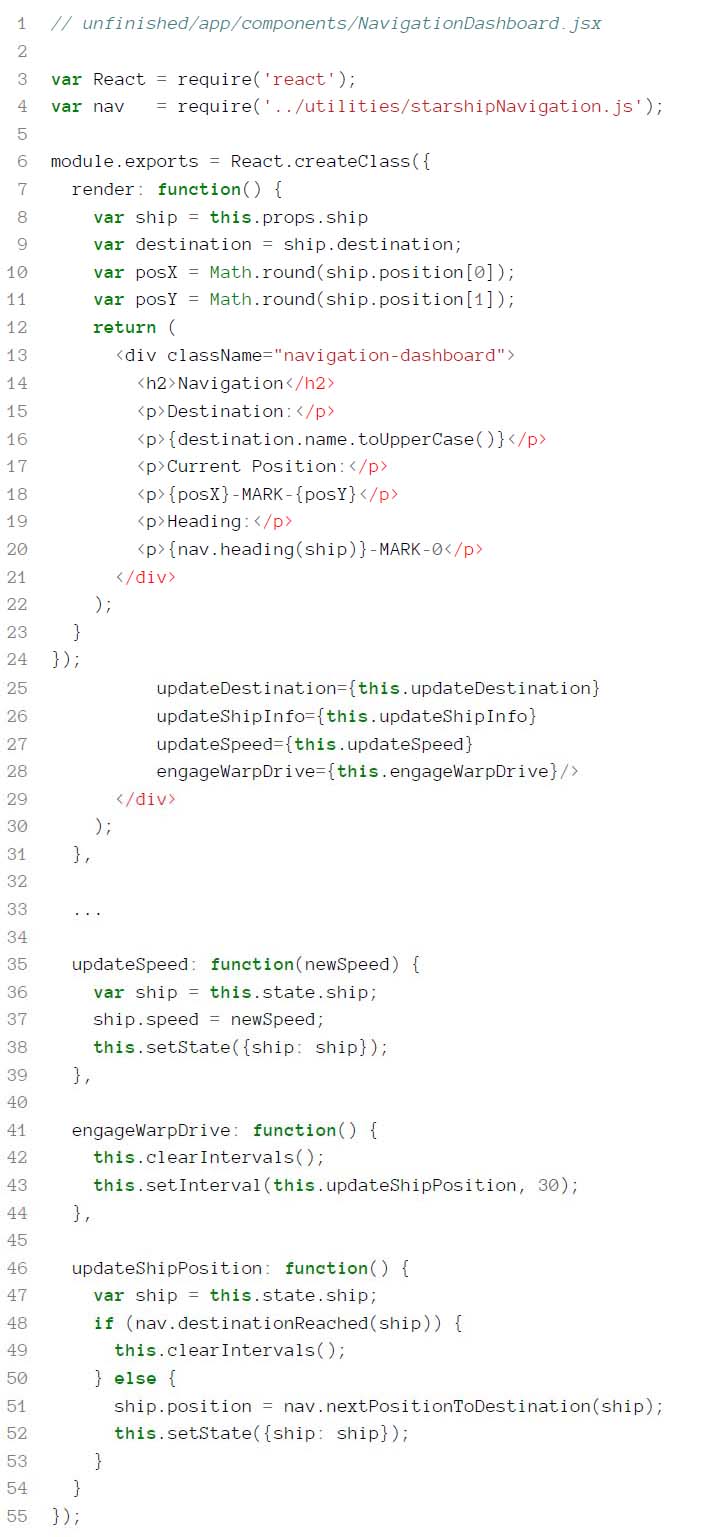 1 // unfinished/app/components/NavigationDashboard.jsx
2
3 var React = require('react');
4 var nav   = require('../utilities/starshipNavigation.js');
5
6 module.exports = React.createClass({
7   render: function() {
8     var ship = this.props.ship
9     var destination = ship.destination;
10     var posX = Math.round(ship.position[0]);
11     var posY = Math.round(ship.position[1]);
12     return (
13       <div className="navigation-dashboard">
14         <h2>Navigation</h2>
15         <p>Destination:</p>
16         <p>{destination.name.toUpperCase()}</p>
17         <p>Current Position:</p>
18         <p>{posX}-MARK-{posY}</p>
19         <p>Heading:</p>
20         <p>{nav.heading(ship)}-MARK-0</p>
21       </div>
22     );
23   }
24 });
25           updateDestination={this.updateDestination}
26           updateShipInfo={this.updateShipInfo}
27           updateSpeed={this.updateSpeed}
28           engageWarpDrive={this.engageWarpDrive}/>
29       </div>
30     );
31   },
32
33   ...
34
35   updateSpeed: function(newSpeed) {
36     var ship = this.state.ship;
37     ship.speed = newSpeed;
38     this.setState({ship: ship});
39   },
40
41   engageWarpDrive: function() {
42     this.clearIntervals();
43     this.setInterval(this.updateShipPosition, 30);
44   },
45
46   updateShipPosition: function() {
47     var ship = this.state.ship;
48     if (nav.destinationReached(ship)) {
49       this.clearIntervals();
50     } else {
51       ship.position = nav.nextPositionToDestination(ship);
52       this.setState({ship: ship});
53     }
54   }
55 });